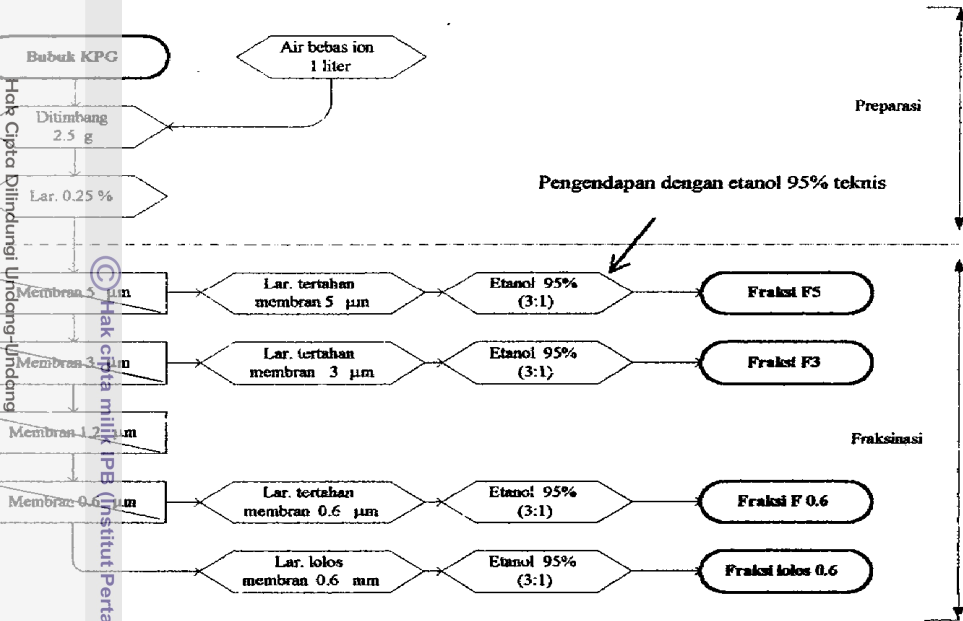 Bubuk KPG
Air bebas ion
1 liter
Ditimbang
2.5 g
Preparasi
Lar. 0.25 %
Pengendapan dengan etanol 95% teknis
Membran 5 µm
Lar. tertahan
membran 5 µm
Etanol 95%
(3:1)
Fraksi F5
Membran 3 µm
Lar. tertahan
membran 3 µm
Etanol 95%
(3:1)
Fraksi F3
Membran 1.2 µm
Fraksinasi
Membran 0.6 µm
Lar. tertahan
membran 0.6 µm
Etanol 95%
(3:1)
Fraksi F 0.6
Lar. lolos
membran 0.6 mm
Etanol 95%
(3:1)
Fraksi lolos 0.6
Hak Cipta Dilindungi Undang-Undang
© Hak cipta milik IPB (Institut Perta